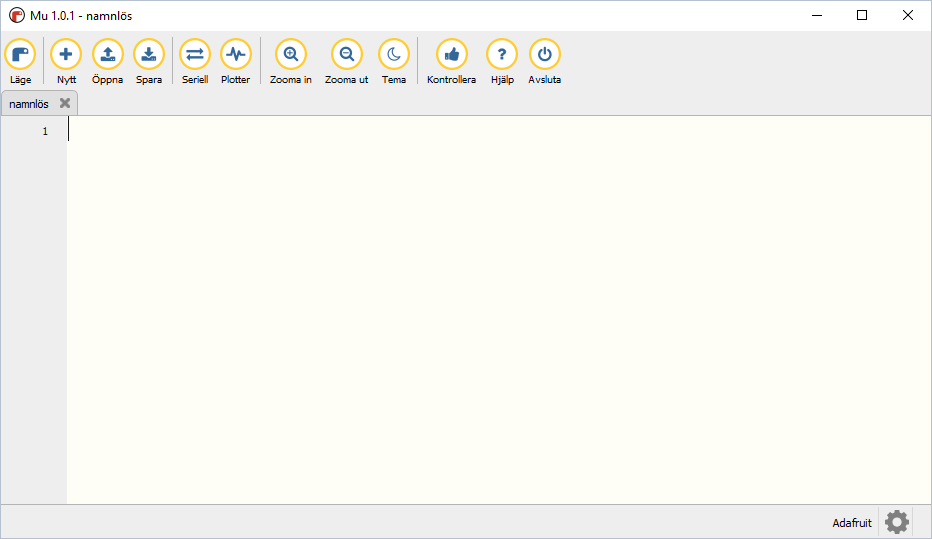 Mu 1.0.1 - namnlös
Läge Nytt Öppna Spara Seriell Plotter Zooma in Zooma ut Tema Kontrollera Hjälp Avsluta
namnlös
1
Adafruit